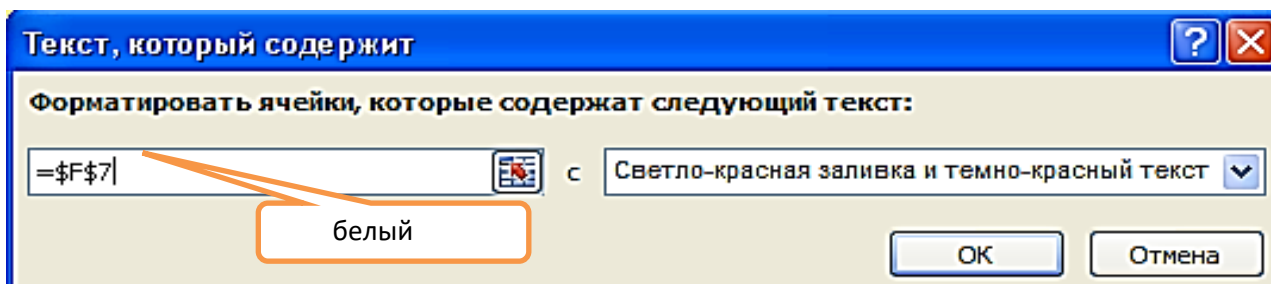 Текст, который содержит
Форматировать ячейки, которые содержат следующий текст:
=$F$7 с Светло-красная заливка и темно-красный текст
белый
ОК Отмена